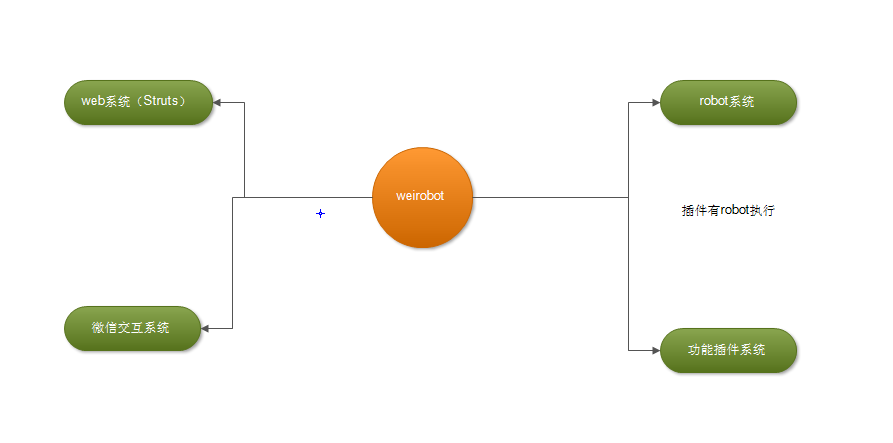 web系统（Struts）
robot系统
weirobot
插件有robot执行
微信交互系统
功能插件系统